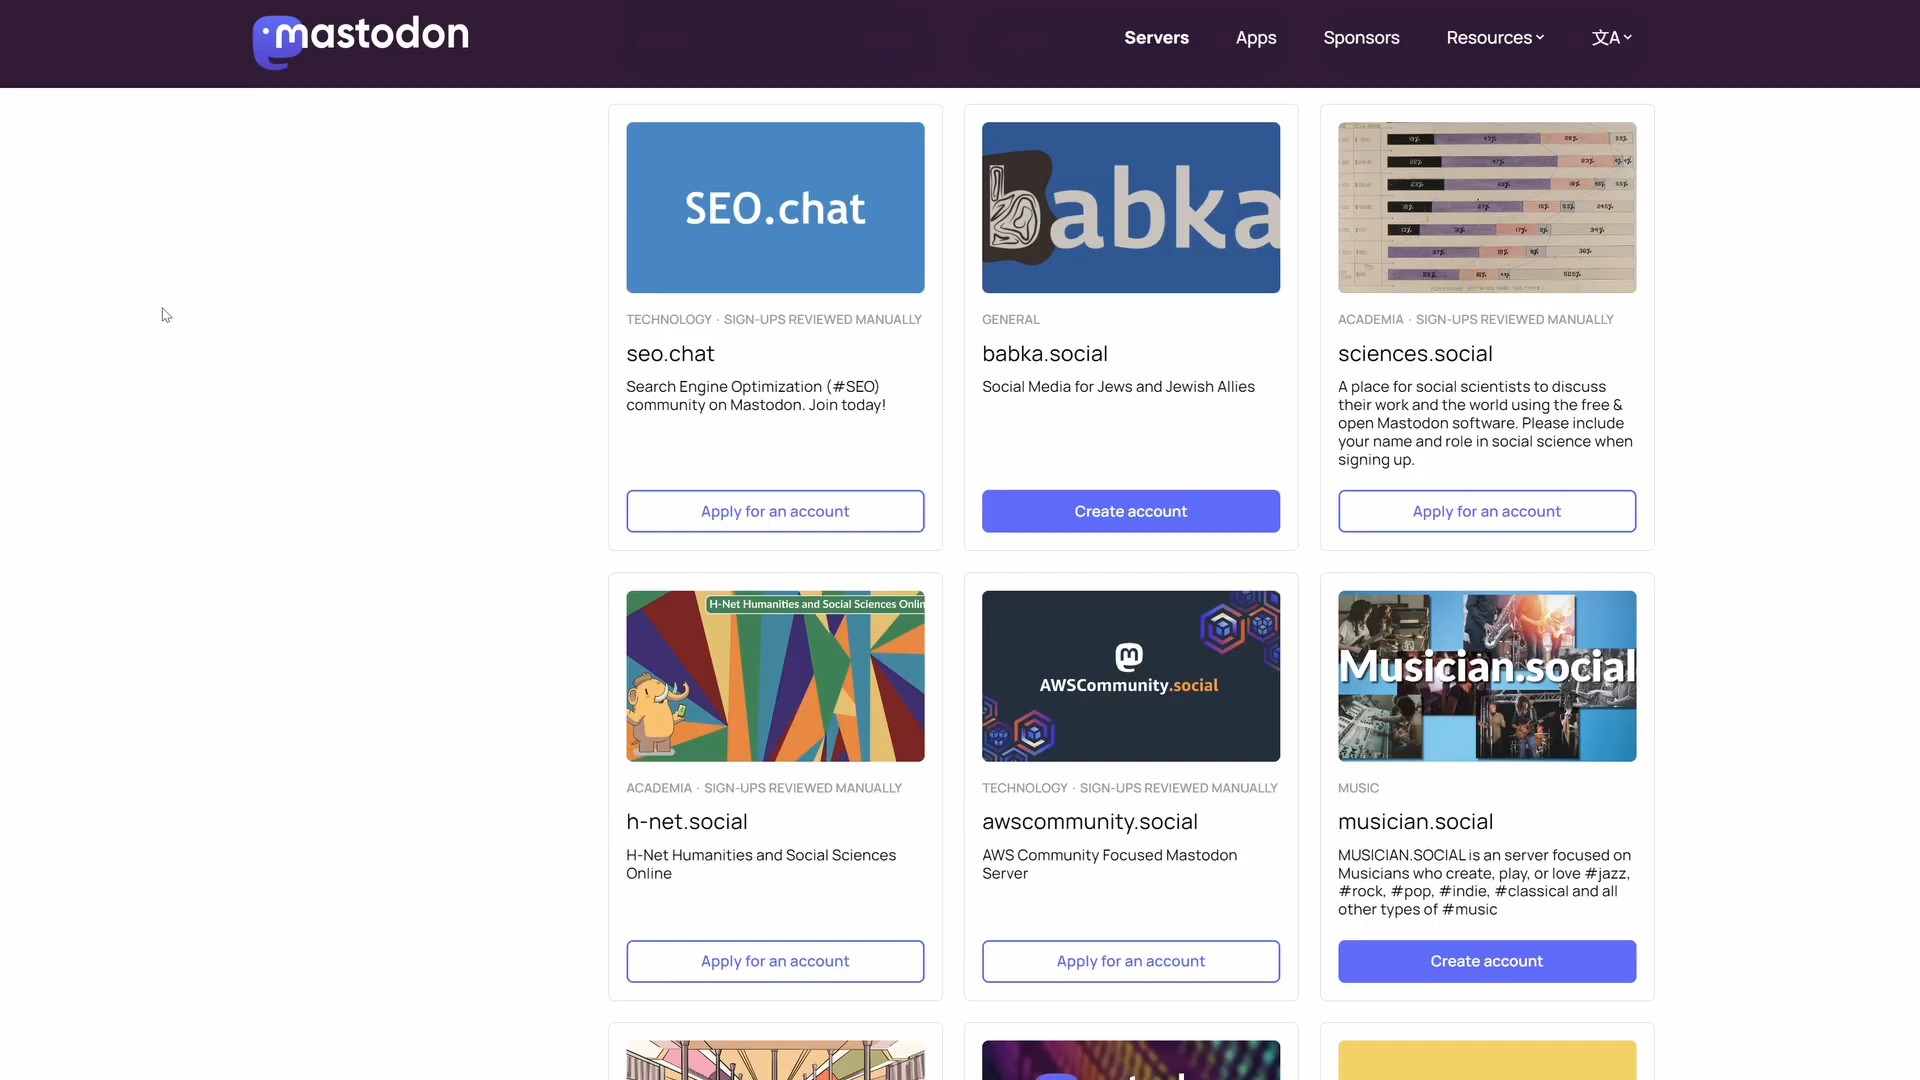 mastodon
Servers
Apps
Sponsors
Resources
文A
SEO.chat
TECHNOLOGY · SIGN-UPS REVIEWED MANUALLY
seo.chat
Search Engine Optimization (#SEO)
community on Mastodon. Join today!
Apply for an account
babka
GENERAL
babka.social
Social Media for Jews and Jewish Allies
Create account
ACADEMIA · SIGN-UPS REVIEWED MANUALLY
sciences.social
A place for social scientists to discuss
their work and the world using the free &
open Mastodon software. Please include
your name and role in social science when
signing up.
Apply for an account
H-Net Humanities and Social Sciences Onlin
ACADEMIA · SIGN-UPS REVIEWED MANUALLY
h-net.social
H-Net Humanities and Social Sciences
Online
Apply for an account
AWSCommunity.social
TECHNOLOGY · SIGN-UPS REVIEWED MANUALLY
awscommunity.social
AWS Community Focused Mastodon
Server
Apply for an account
Musician.social
MUSIC
musician.social
MUSICIAN.SOCIAL is an server focused on
Musicians who create, play, or love #jazz,
#rock, #pop, #indie, #classical and all
other types of #music
Create account